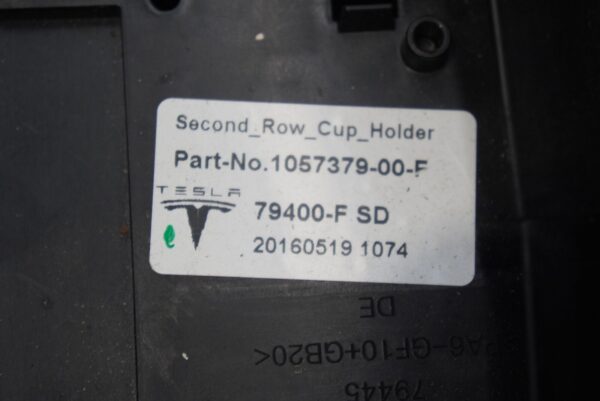 Second_Row_Cup_Holder
Part-No.1057379-00-F
TESLA
79400-F SD
20160519 1074
DE
PA6-GF10+GB20<
79445